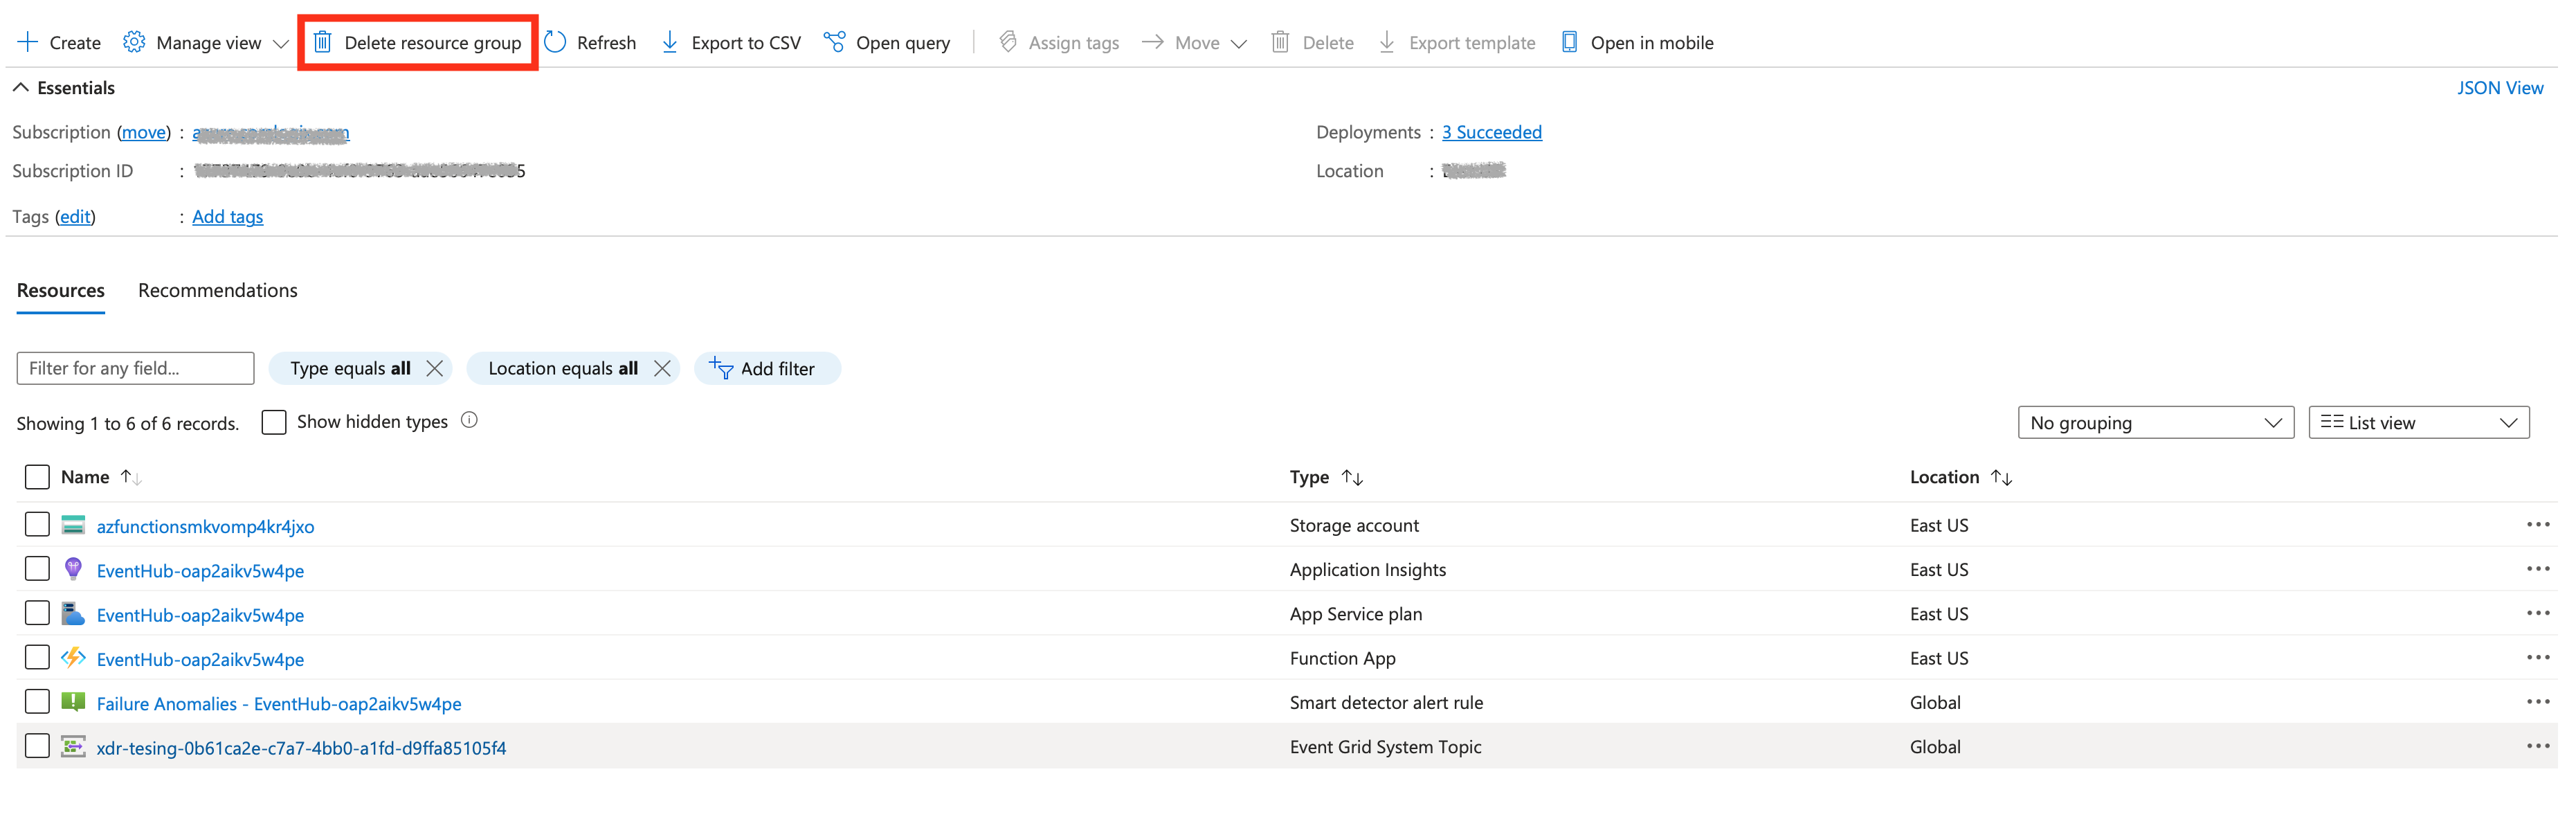 Create Manage view Delete resource group Refresh Export to CSV Open query Assign tags Move Delete Export template Open in mobile
Essentials JSON View
Subscription (move) : Deployments : 3 Succeeded
Subscription ID : Location :
Tags (edit) : Add tags
Resources Recommendations
Filter for any field... Type equals all Location equals all Add filter
Showing 1 to 6 of 6 records. Show hidden types No grouping List view
Name Type Location
azfunctionsmkvomp4kr4jxo Storage account East US
EventHub-oap2aikv5w4pe Application Insights East US
EventHub-oap2aikv5w4pe App Service plan East US
EventHub-oap2aikv5w4pe Function App East US
Failure Anomalies - EventHub-oap2aikv5w4pe Smart detector alert rule Global
xdr-tesing-0b61ca2e-c7a7-4bb0-a1fd-d9ffa85105f4 Event Grid System Topic Global